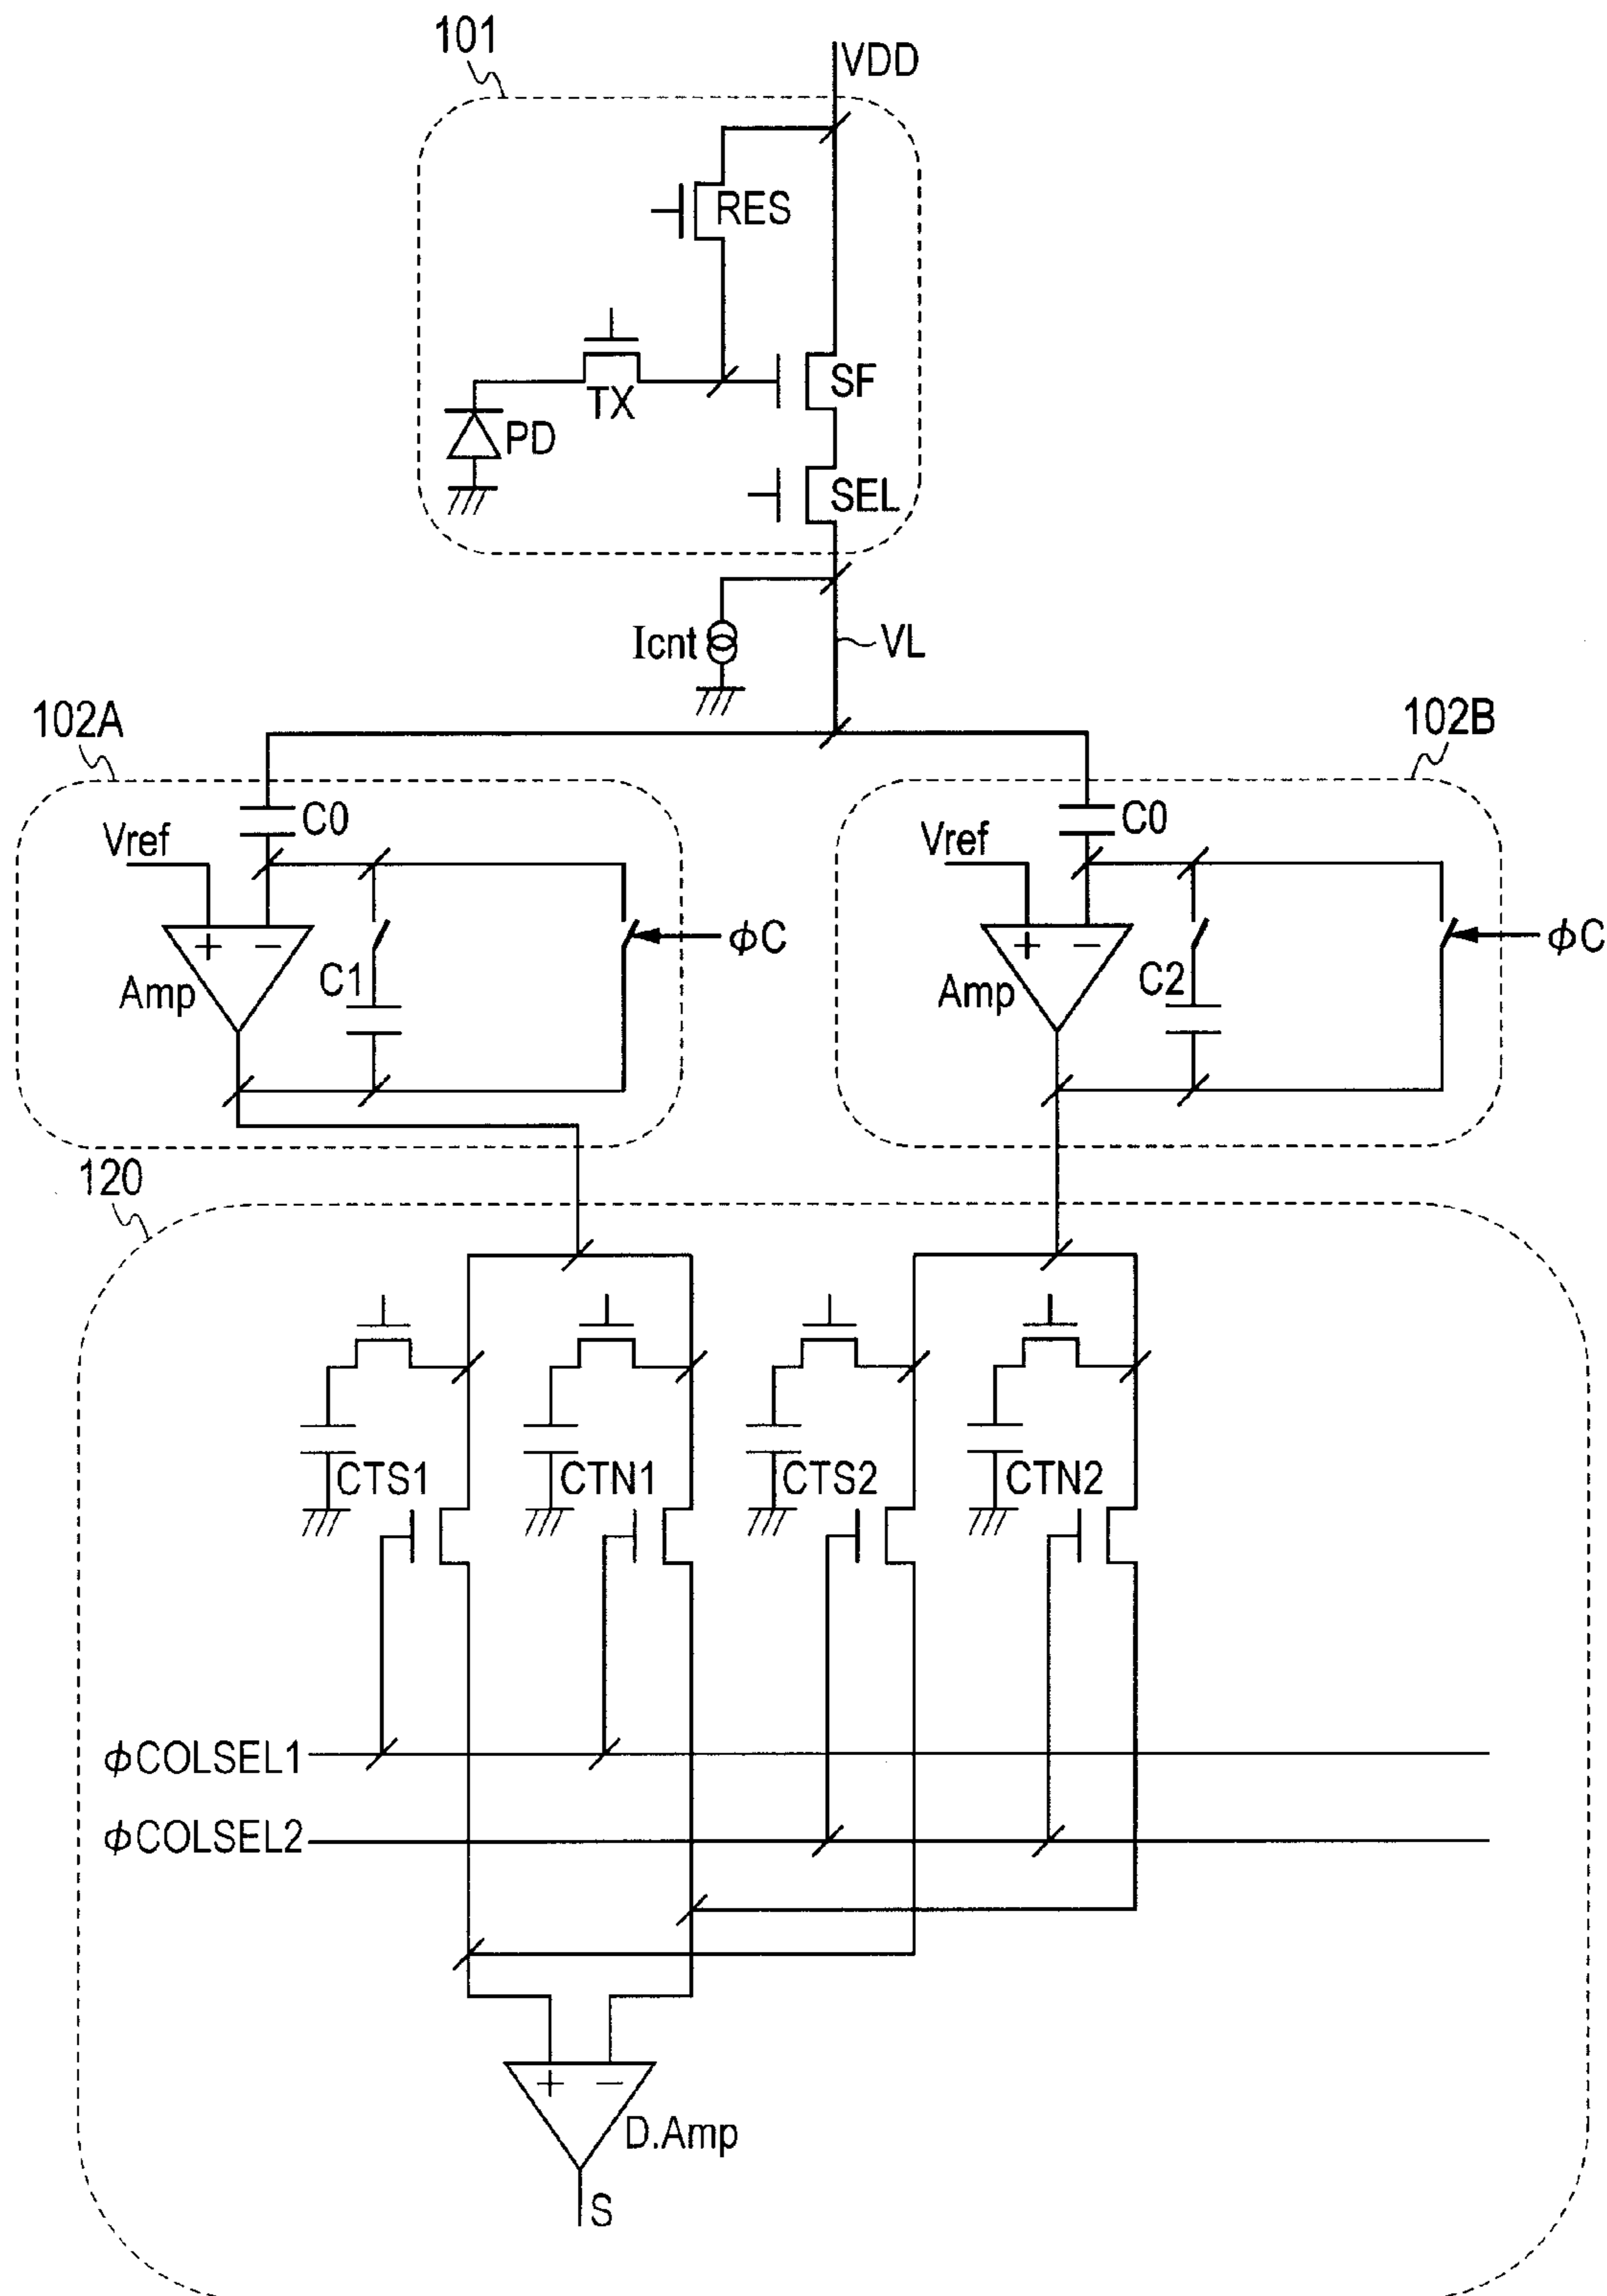 101
VDD
RES
SF
TX
PD
SEL
Icnt
VL
102A
102B
C0
C0
Vref
Vref
+ −
+ −
ϕC
ϕC
C1
C2
Amp
Amp
120
CTS1
CTN1
CTS2
CTN2
ϕCOLSEL1
ϕCOLSEL2
+ −
D.Amp
S